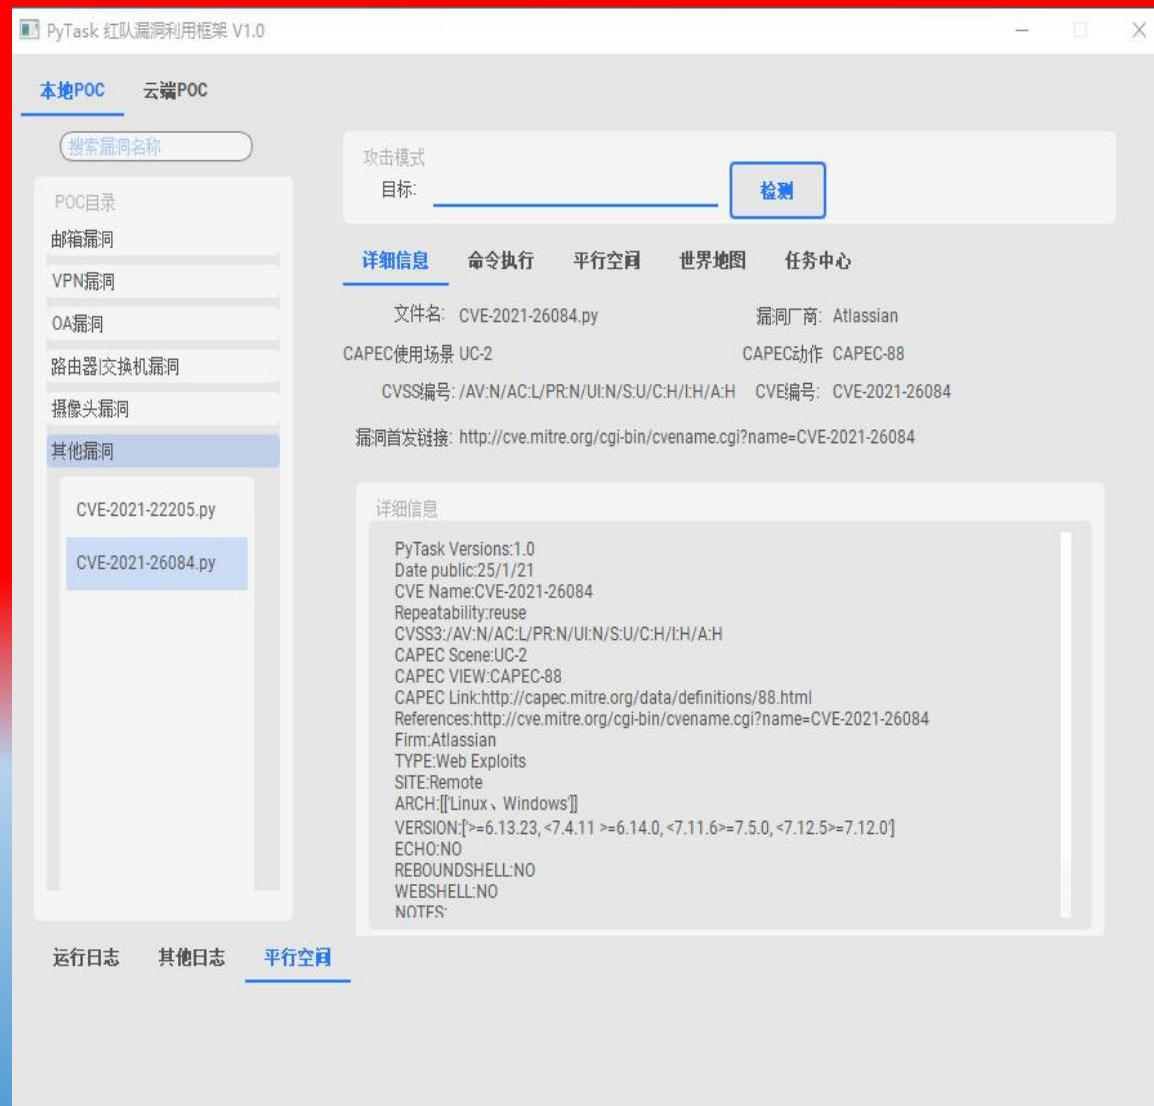 PyTask 红队漏洞利用框架 V1.0
本地POC 云端POC
搜索漏洞名称
POC目录
邮箱漏洞
VPN漏洞
OA漏洞
路由器|交换机漏洞
摄像头漏洞
其他漏洞
CVE-2021-22205.py
CVE-2021-26084.py
攻击模式
目标: 检测
详细信息 命令执行 平行空间 世界地图 任务中心
文件名: CVE-2021-26084.py 漏洞厂商: Atlassian
CAPEC使用场景 UC-2 CAPEC动作 CAPEC-88
CVSS编号: /AV:N/AC:L/PR:N/UI:N/S:U/C:H/I:H/A:H CVE编号: CVE-2021-26084
漏洞首发链接: http://cve.mitre.org/cgi-bin/cvename.cgi?name=CVE-2021-26084
详细信息
PyTask Versions:1.0
Date public:25/1/21
CVE Name:CVE-2021-26084
Repeatability:reuse
CVSS3:/AV:N/AC:L/PR:N/UI:N/S:U/C:H/I:H/A:H
CAPEC Scene:UC-2
CAPEC VIEW:CAPEC-88
CAPEC Link:http://capec.mitre.org/data/definitions/88.html
References:http://cve.mitre.org/cgi-bin/cvename.cgi?name=CVE-2021-26084
Firm:Atlassian
TYPE:Web Exploits
SITE:Remote
ARCH:[['Linux、Windows']]
VERSION:['>=6.13.23, <7.4.11 >=6.14.0, <7.11.6>=7.5.0, <7.12.5>=7.12.0']
ECHO:NO
REBOUNDSHELL:NO
WEBSHELL:NO
NOTES:
运行日志 其他日志 平行空间